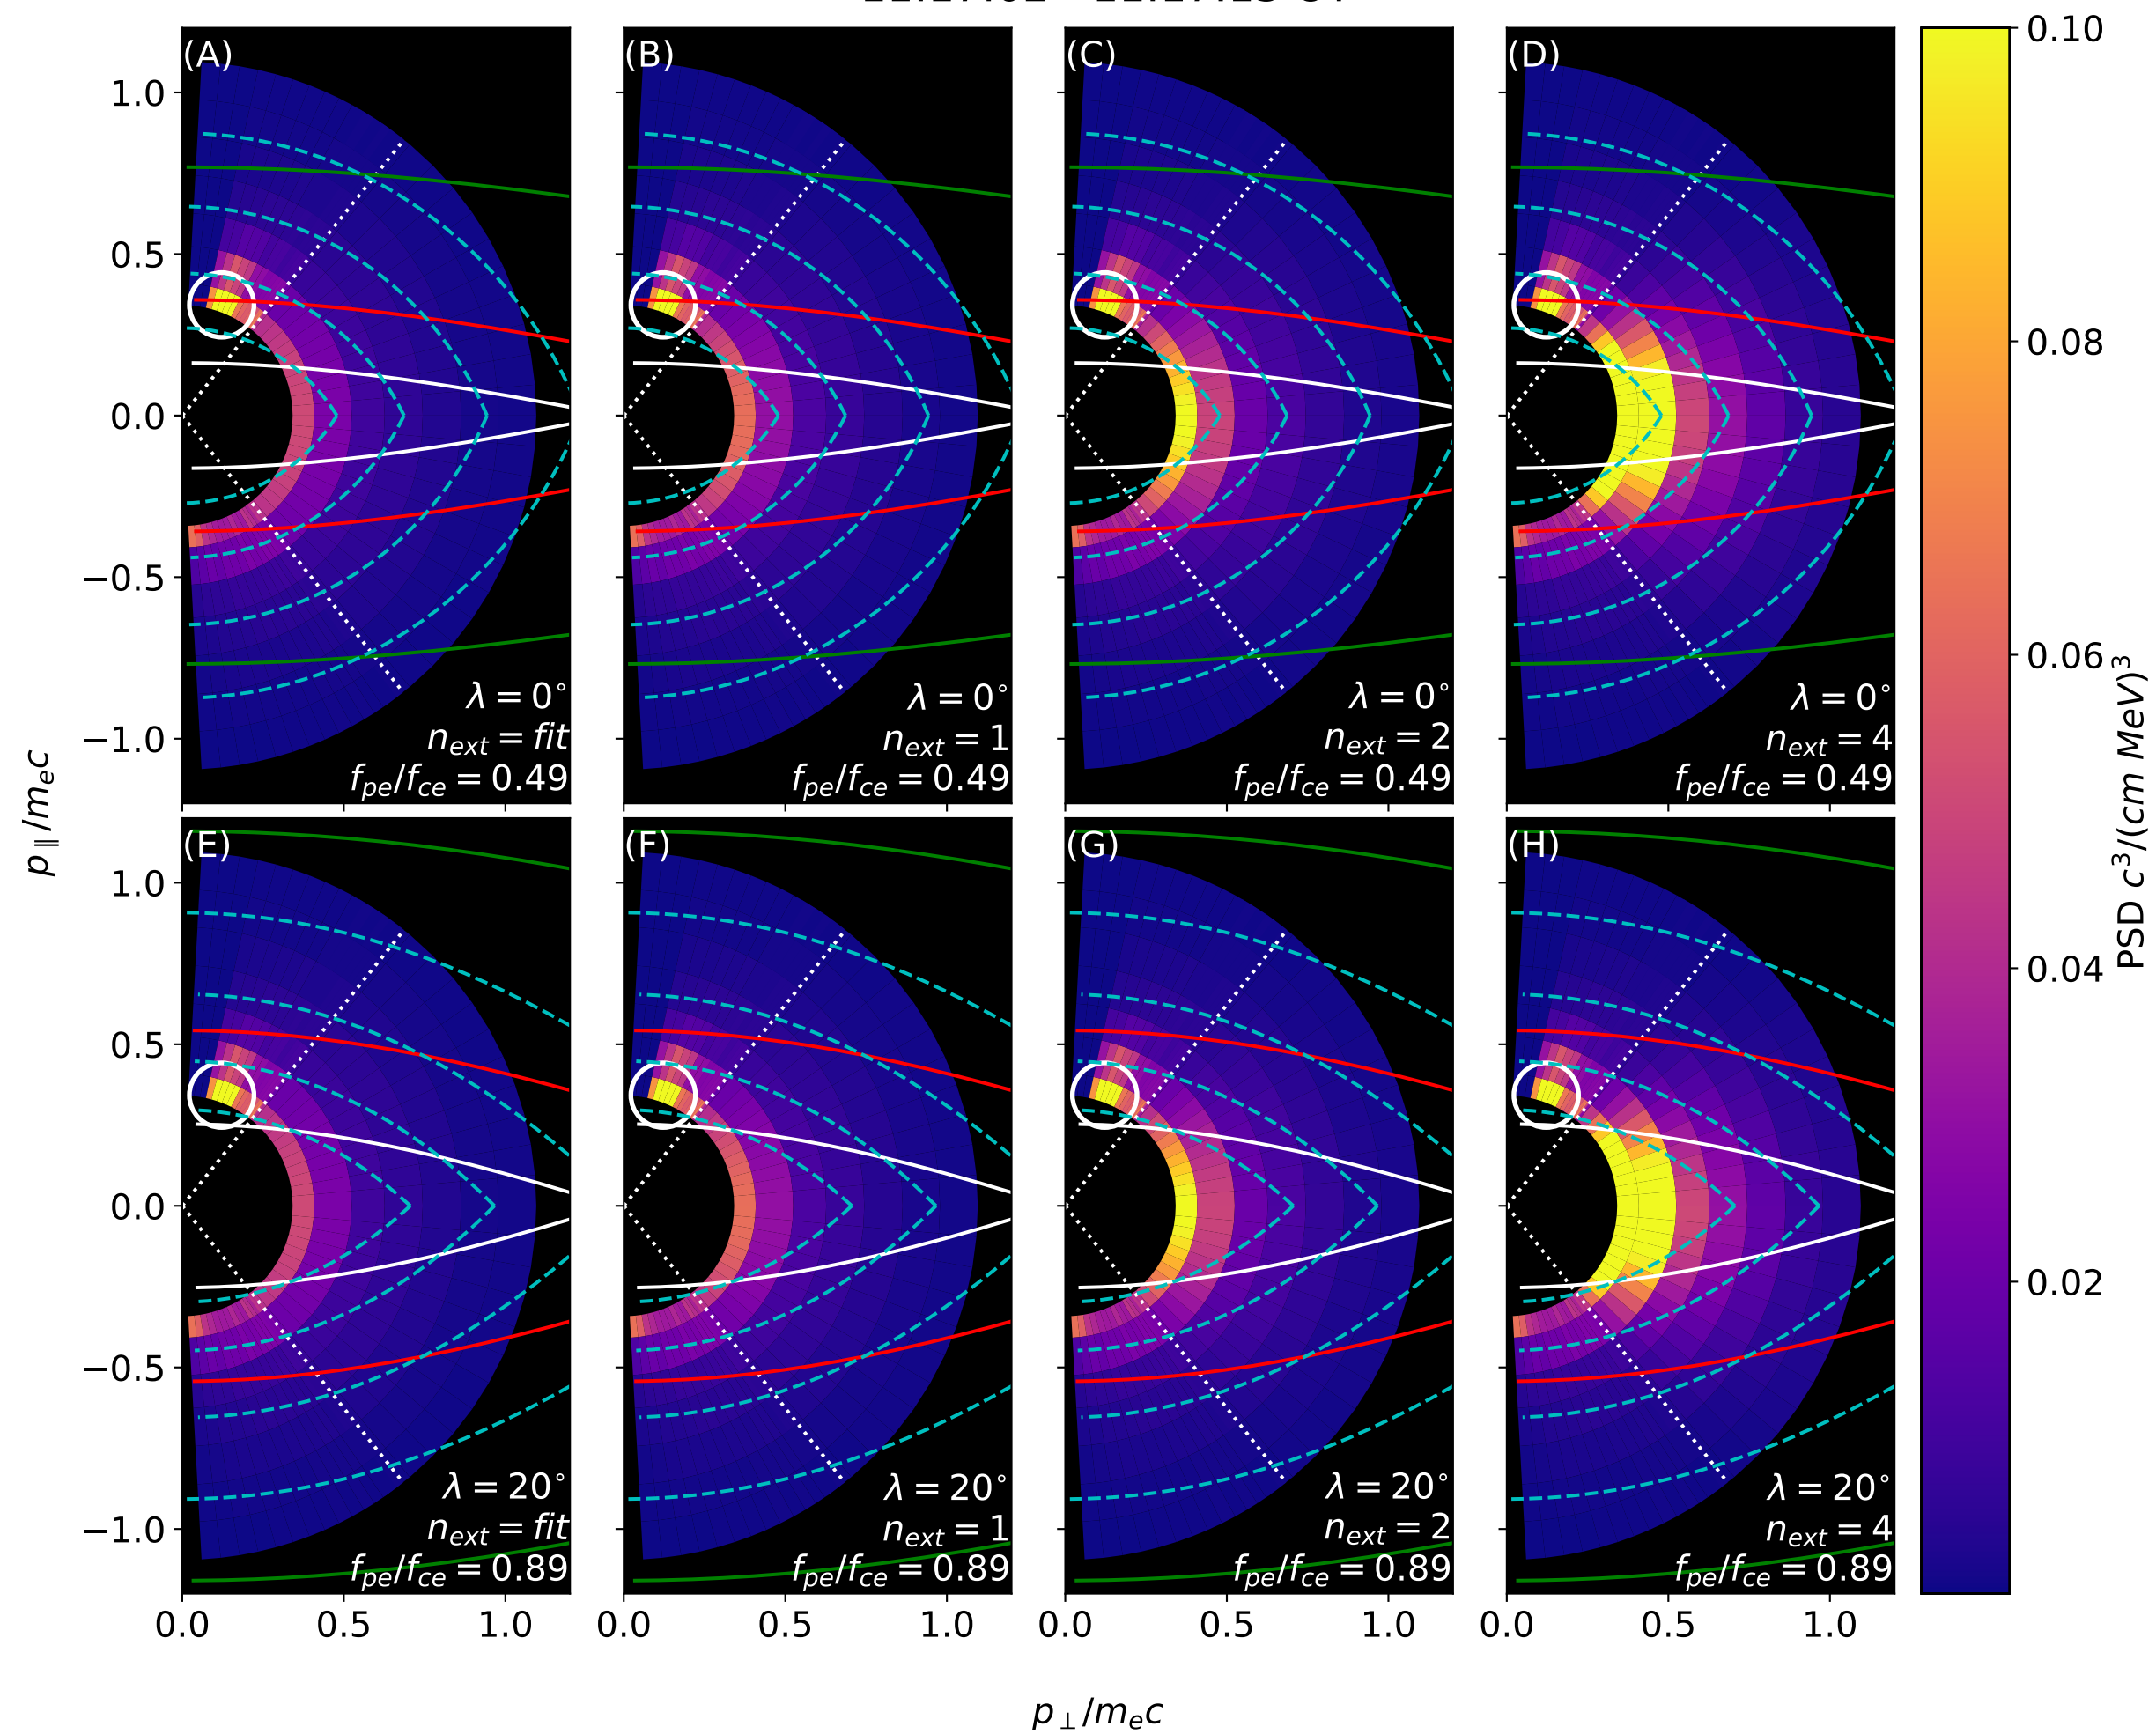 (A) (B) (C) (D)
1.0
0.5
0.0
−0.5
−1.0
λ = 0°
n_ext = fit
f_pe/f_ce = 0.49
λ = 0°
n_ext = 1
f_pe/f_ce = 0.49
λ = 0°
n_ext = 2
f_pe/f_ce = 0.49
λ = 0°
n_ext = 4
f_pe/f_ce = 0.49
(E) (F) (G) (H)
1.0
0.5
0.0
−0.5
−1.0
λ = 20°
n_ext = fit
f_pe/f_ce = 0.89
λ = 20°
n_ext = 1
f_pe/f_ce = 0.89
λ = 20°
n_ext = 2
f_pe/f_ce = 0.89
λ = 20°
n_ext = 4
f_pe/f_ce = 0.89
0.0 0.5 1.0 0.0 0.5 1.0 0.0 0.5 1.0 0.0 0.5 1.0
p_∥/m_ec
p_⊥/m_ec
0.10
0.08
0.06
0.04
0.02
PSD c³/(cm MeV)³